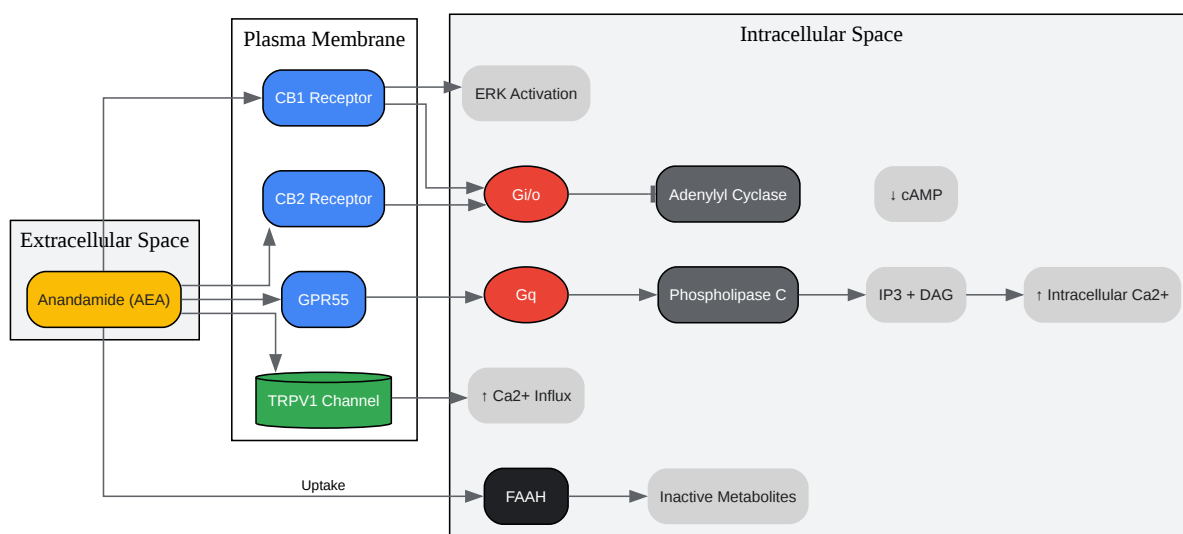 Plasma Membrane
Intracellular Space
CB1 Receptor
ERK Activation
CB2 Receptor
Gi/o
Adenylyl Cyclase
↓ cAMP
Extracellular Space
Anandamide (AEA)
GPR55
Gq
Phospholipase C
IP3 + DAG
↑ Intracellular Ca2+
TRPV1 Channel
↑ Ca2+ Influx
Uptake
FAAH
Inactive Metabolites